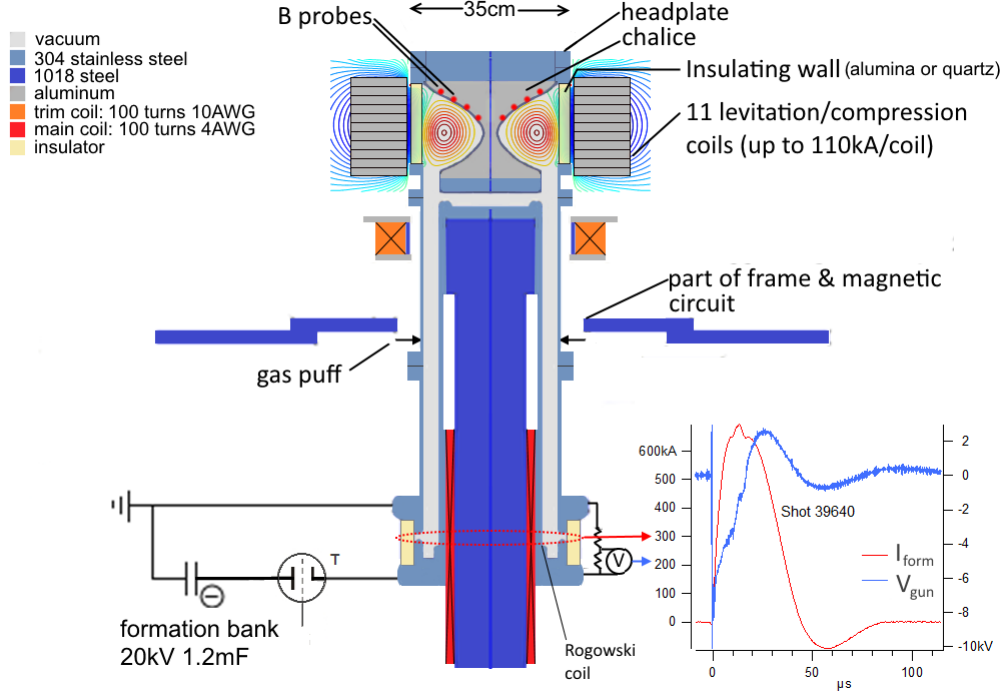 35cm
B probes
headplate
chalice
vacuum
304 stainless steel
1018 steel
aluminum
trim coil: 100 turns 10AWG
main coil: 100 turns 4AWG
insulator
Insulating wall (alumina or quartz)
11 levitation/compression
coils (up to 110kA/coil)
part of frame & magnetic
circuit
gas puff
T
V
formation bank
20kV 1.2mF
Rogowski
coil
600kA
500
400
300
200
100
0
2
0
-2
-4
-6
-8
-10kV
Shot 39640
Iform
Vgun
0
50
100
µs